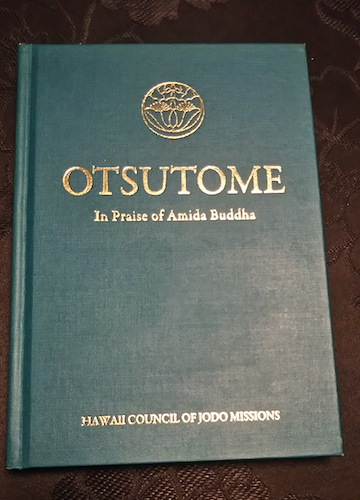 OTSUTOME
In Praise of Amida Buddha
HAWAII COUNCIL OF JODO MISSIONS